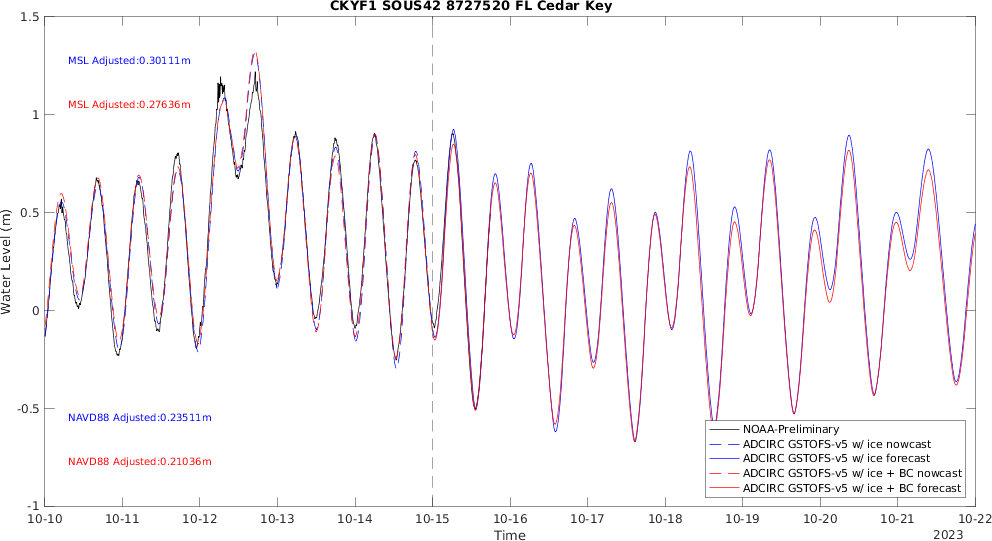 CKYF1 SOUS42 8727520 FL Cedar Key
1.5
1
0.5
0
-0.5
-1
Water Level (m)
MSL Adjusted:0.30111m
MSL Adjusted:0.27636m
NAVD88 Adjusted:0.23511m
NAVD88 Adjusted:0.21036m
NOAA-Preliminary
ADCIRC GSTOFS-v5 w/ ice nowcast
ADCIRC GSTOFS-v5 w/ ice forecast
ADCIRC GSTOFS-v5 w/ ice + BC nowcast
ADCIRC GSTOFS-v5 w/ ice + BC forecast
10-10 10-11 10-12 10-13 10-14 10-15 10-16 10-17 10-18 10-19 10-20 10-21 10-22
Time
2023